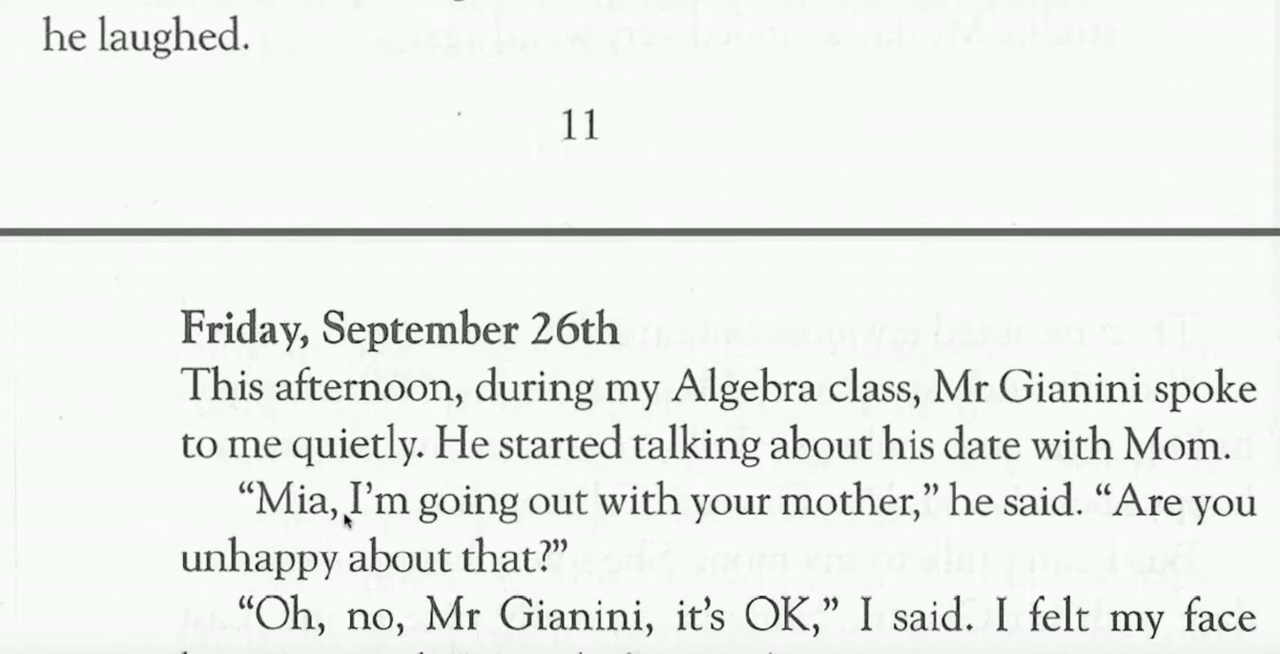 he laughed.
11
Friday, September 26th
This afternoon, during my Algebra class, Mr Gianini spoke
to me quietly. He started talking about his date with Mom.
“Mia, I’m going out with your mother,” he said. “Are you
unhappy about that?”
“Oh, no, Mr Gianini, it’s OK,” I said. I felt my face